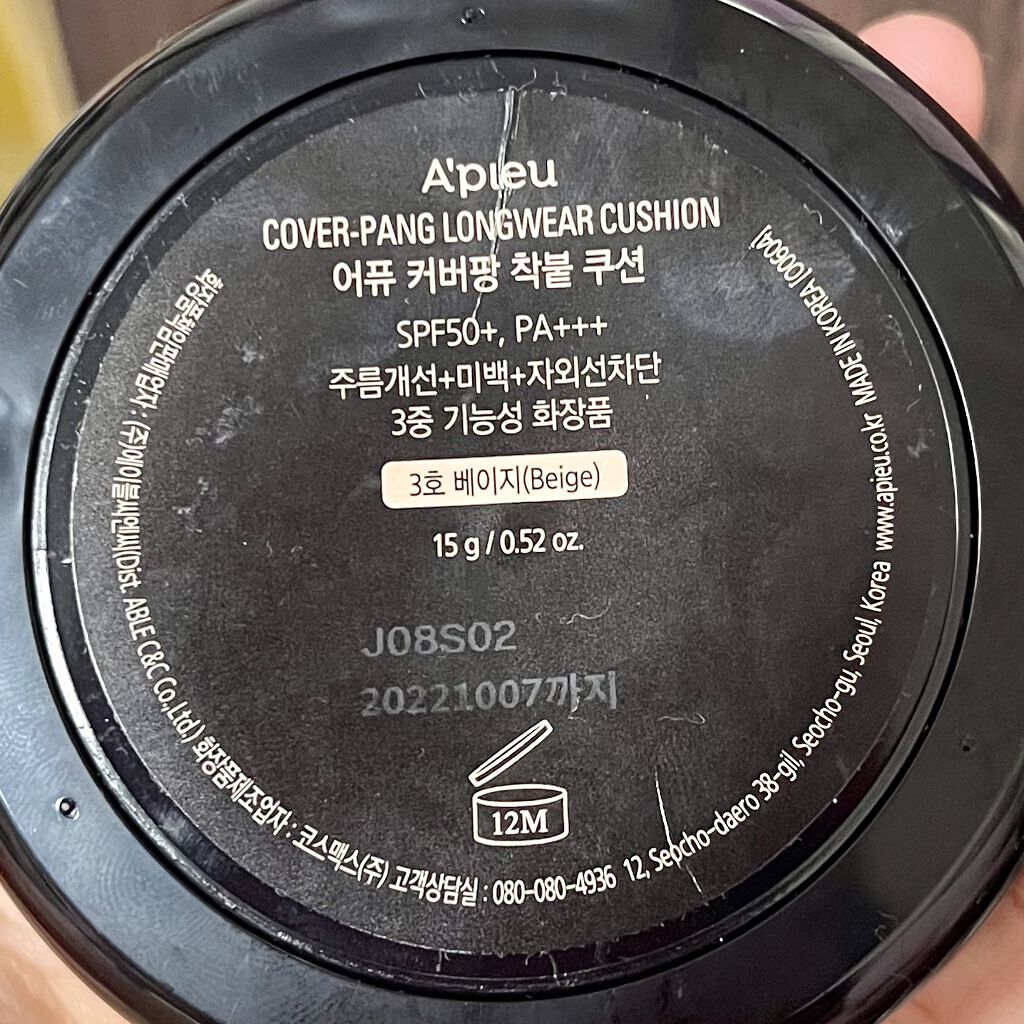 A'pieu
COVER-PANG LONGWEAR CUSHION
어퓨 커버팡 착붙 쿠션
SPF50+, PA+++
주름개선+미백+자외선차단
3중 기능성 화장품
3호 베이지(Beige)
15 g / 0.52 oz.
J08S02
20221007까지
12M
화장품책임판매업자 : (주)에이블씨엔씨(Dist. ABLE C&C Co.,Ltd.) 화장품제조업자 : 코스맥스(주) 고객상담실 : 080-080-4936 12, Seocho-daero 38-gil, Seocho-gu, Seoul, Korea www.apieu.co.kr MADE IN KOREA [00604]